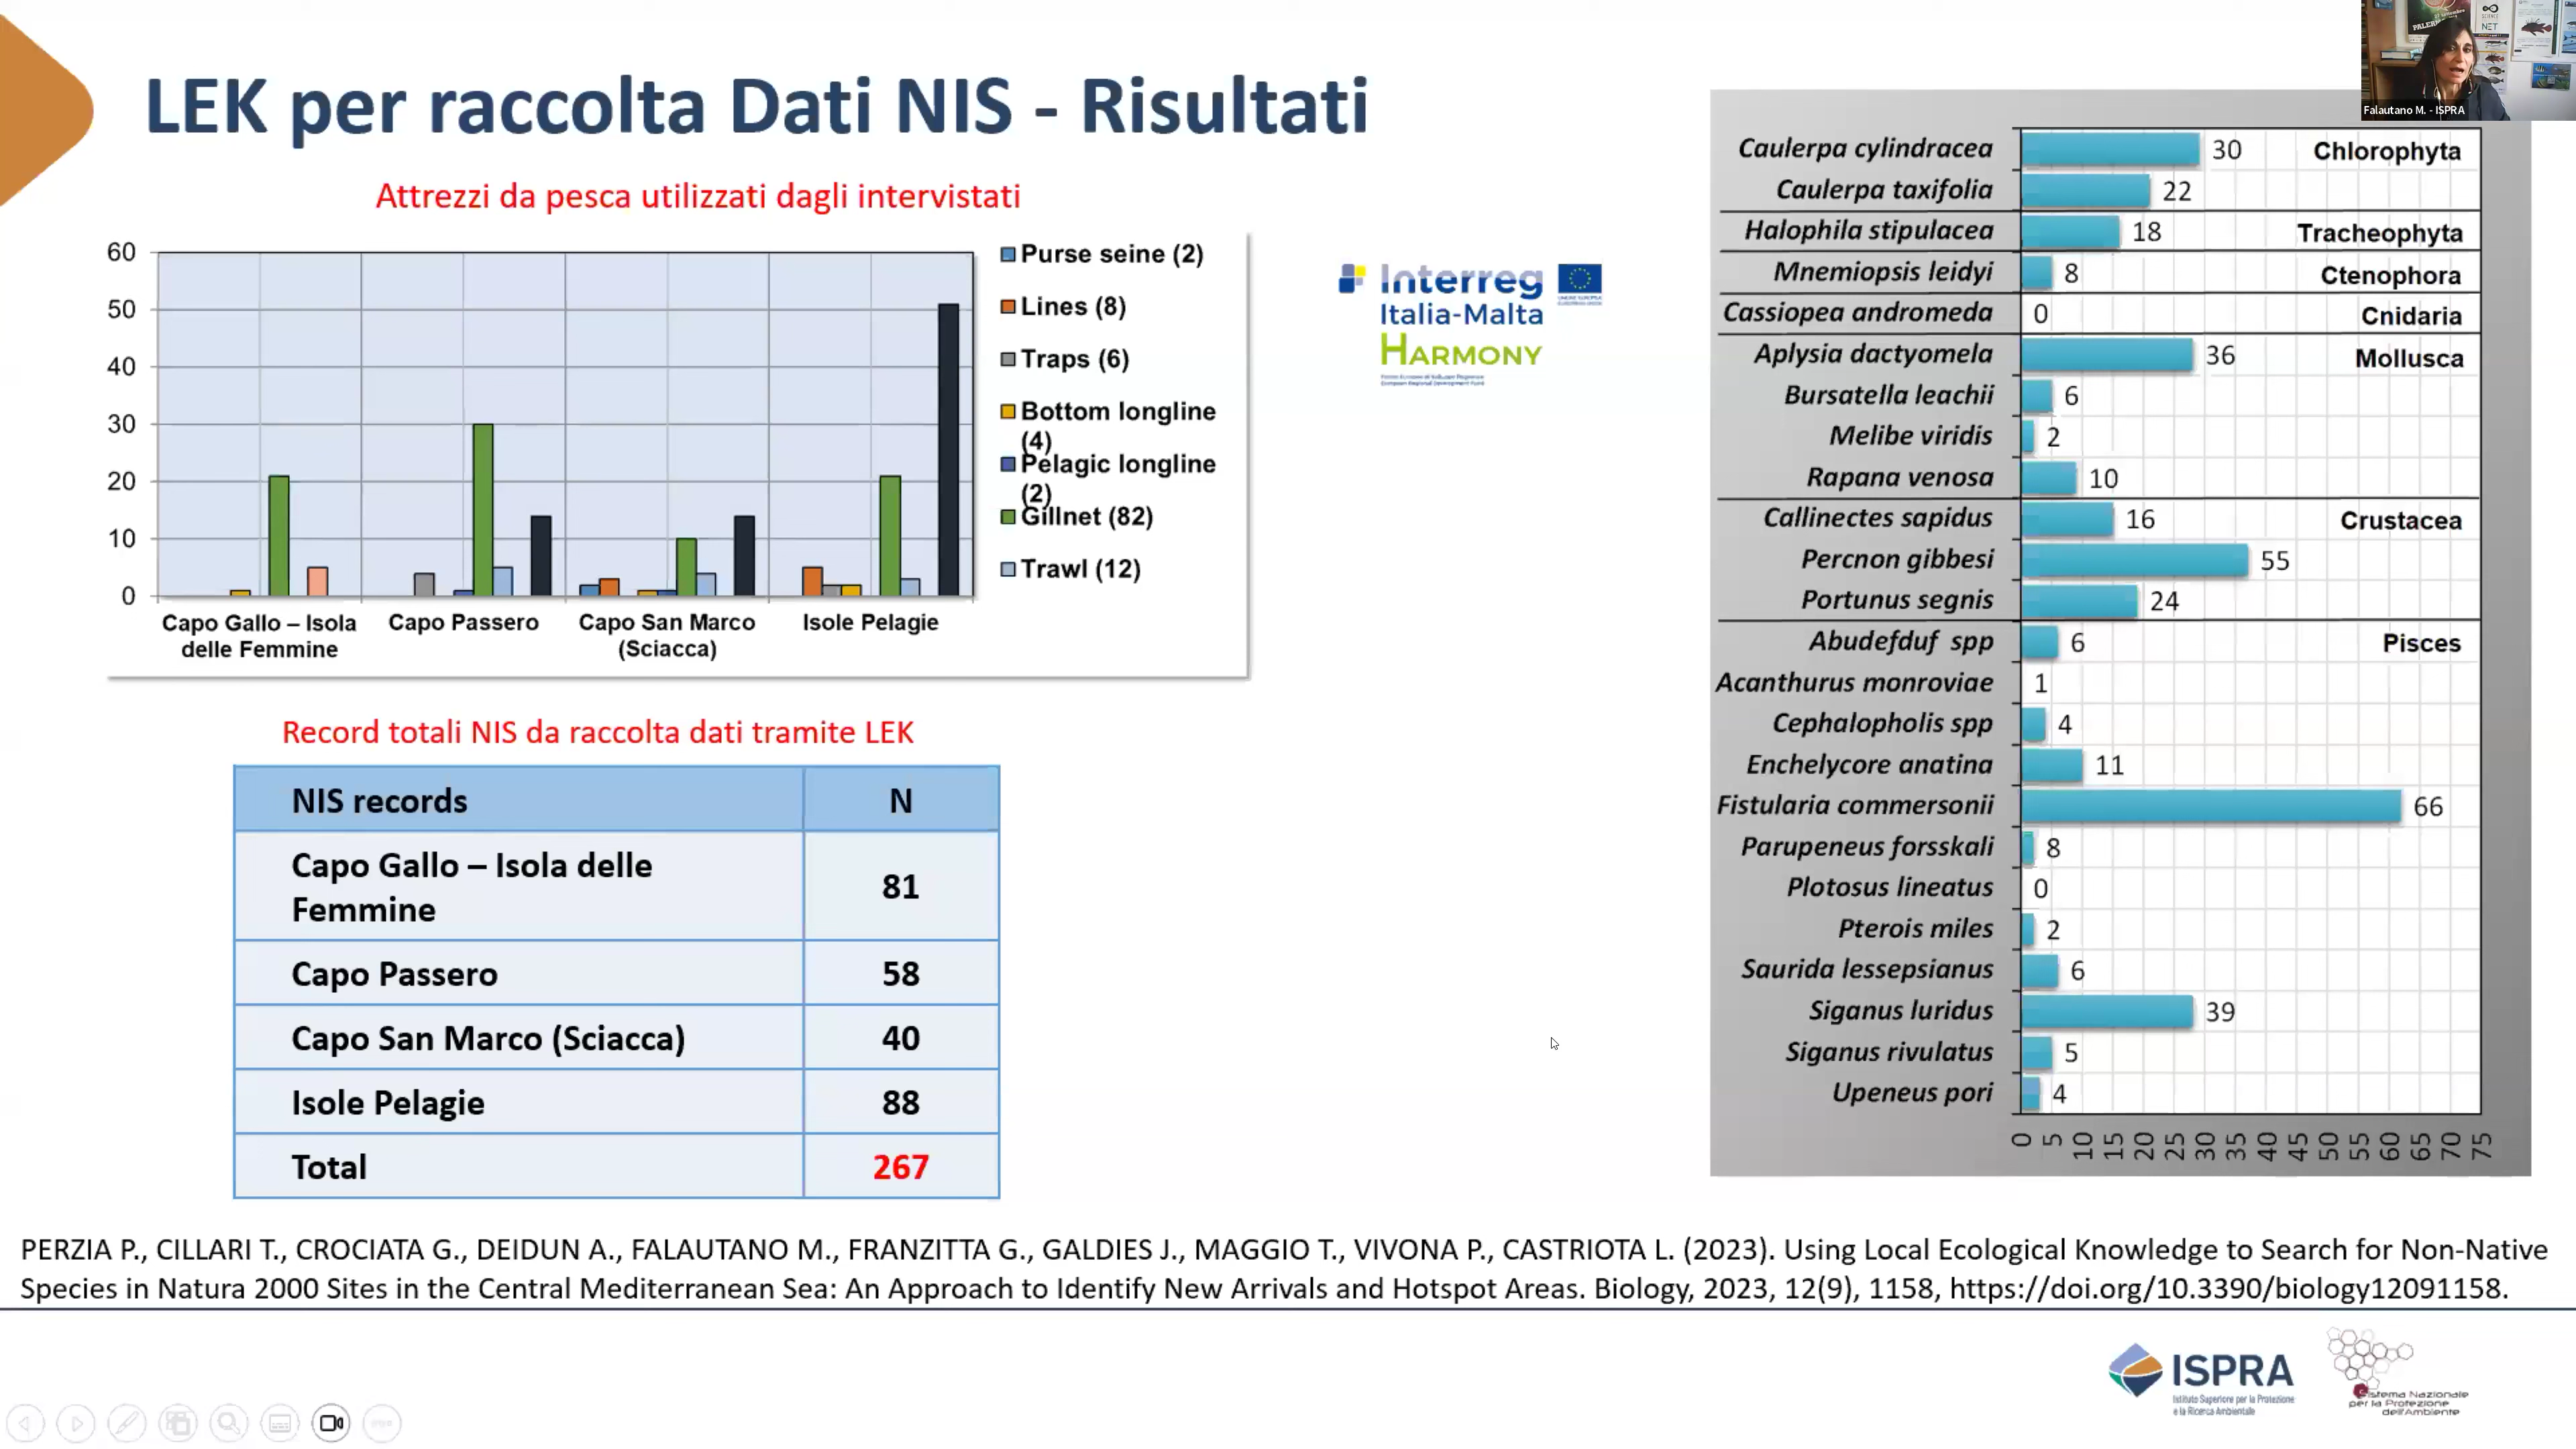 LEK per raccolta Dati NIS - Risultati
Falautano M. - ISPRA
Attrezzi da pesca utilizzati dagli intervistati
60
50
40
30
20
10
0
Capo Gallo – Isola
delle Femmine
Capo Passero
Capo San Marco
(Sciacca)
Isole Pelagie
Purse seine (2)
Lines (8)
Traps (6)
Bottom longline
(4)
Pelagic longline
(2)
Gillnet (82)
Trawl (12)
Interreg
Italia-Malta
HARMONY
Record totali NIS da raccolta dati tramite LEK
NIS records N
Capo Gallo – Isola delle
Femmine 81
Capo Passero 58
Capo San Marco (Sciacca) 40
Isole Pelagie 88
Total 267
Caulerpa cylindracea 30 Chlorophyta
Caulerpa taxifolia 22
Halophila stipulacea 18 Tracheophyta
Mnemiopsis leidyi 8 Ctenophora
Cassiopea andromeda 0 Cnidaria
Aplysia dactyomela 36 Mollusca
Bursatella leachii 6
Melibe viridis 2
Rapana venosa 10
Callinectes sapidus 16 Crustacea
Percnon gibbesi 55
Portunus segnis 24
Abudefduf spp 6 Pisces
Acanthurus monroviae 1
Cephalopholis spp 4
Enchelycore anatina 11
Fistularia commersonii 66
Parupeneus forsskali 8
Plotosus lineatus 0
Pterois miles 2
Saurida lessepsianus 6
Siganus luridus 39
Siganus rivulatus 5
Upeneus pori 4
0 5 10 15 20 25 30 35 40 45 50 55 60 65 70 75
PERZIA P., CILLARI T., CROCIATA G., DEIDUN A., FALAUTANO M., FRANZITTA G., GALDIES J., MAGGIO T., VIVONA P., CASTRIOTA L. (2023). Using Local Ecological Knowledge to Search for Non-Native
Species in Natura 2000 Sites in the Central Mediterranean Sea: An Approach to Identify New Arrivals and Hotspot Areas. Biology, 2023, 12(9), 1158, https://doi.org/10.3390/biology12091158.
ISPRA
Istituto Superiore per la Protezione
e la Ricerca Ambientale
Sistema Nazionale
per la Protezione
dell'Ambiente